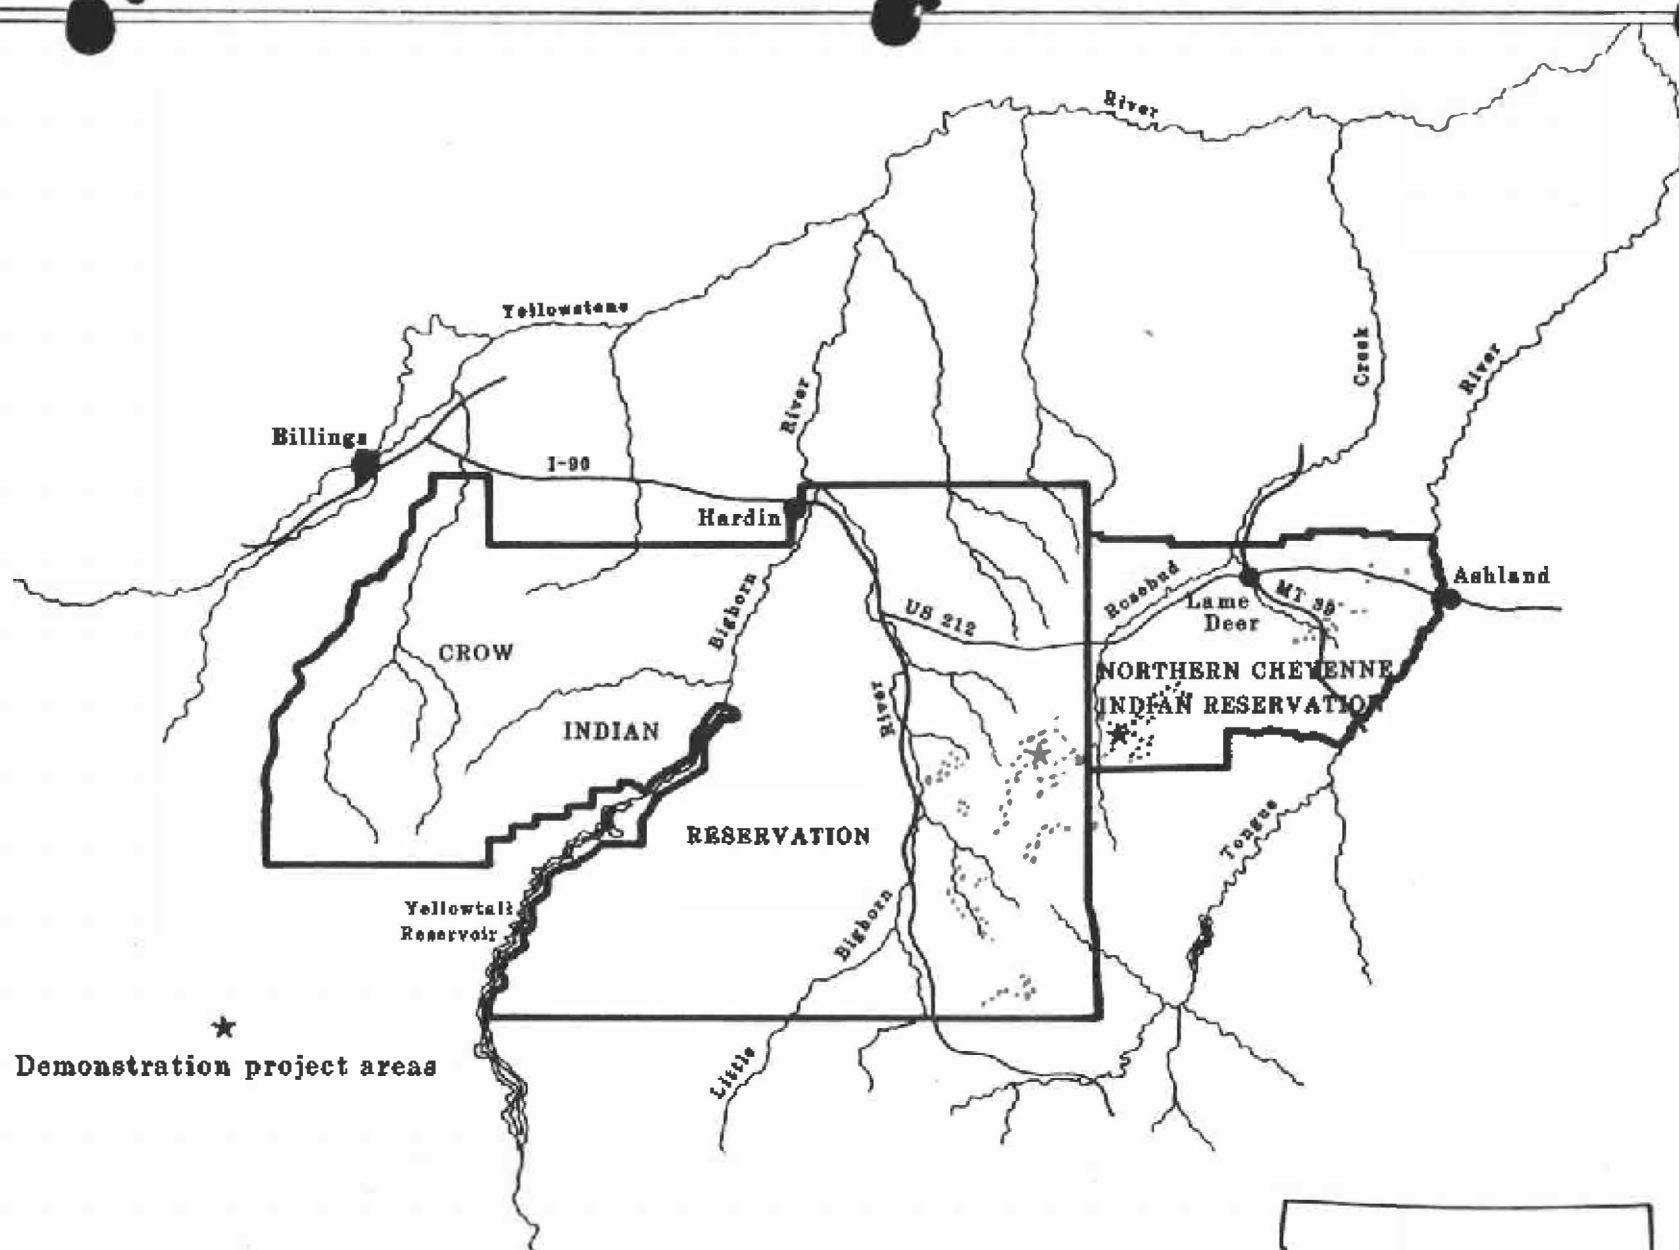 River
Yellowstone
Creek
River
River
Billings
I-90
Hardin
Ashland
Rosebud
MT 39
Lame
Deer
Bighorn
US 212
CROW
NORTHERN CHEYENNE
INDIAN RESERVATION
River
INDIAN
RESERVATION
Tongue
Yellowtail
Reservoir
Bighorn
Little
Demonstration project areas